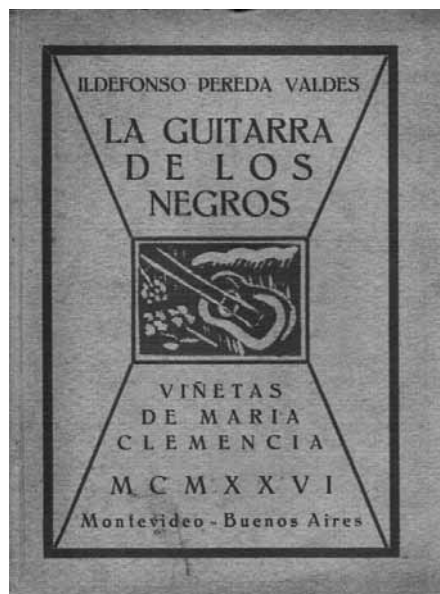 ILDEFONSO PEREDA VALDES
LA GUITARRA
DE LOS
NEGROS
VIÑETAS
DE MARIA
CLEMENCIA
MCMXXVI
Montevideo - Buenos Aires